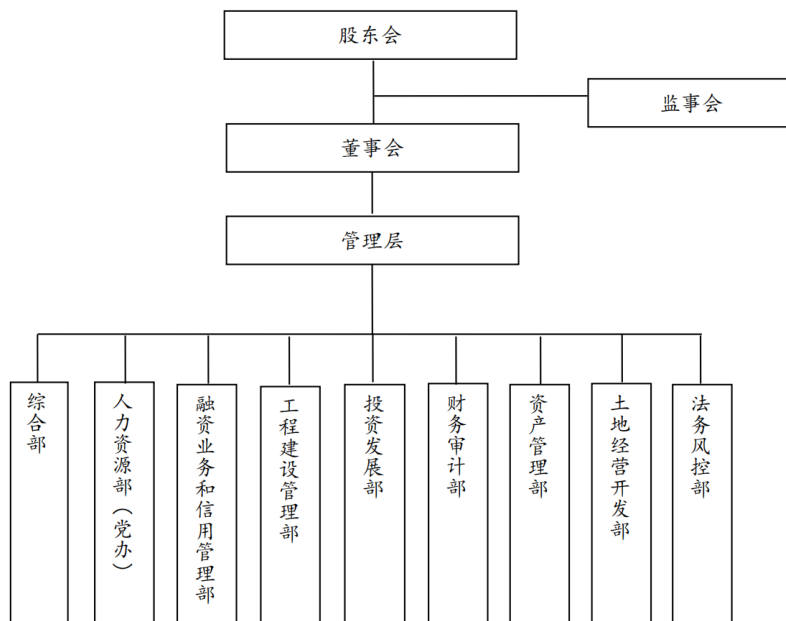 股东会
监事会
董事会
管理层
综合部
人力资源部（党办）
融资业务和信用管理部
工程建设管理部
投资发展部
财务审计部
资产管理部
土地经营开发部
法务风控部